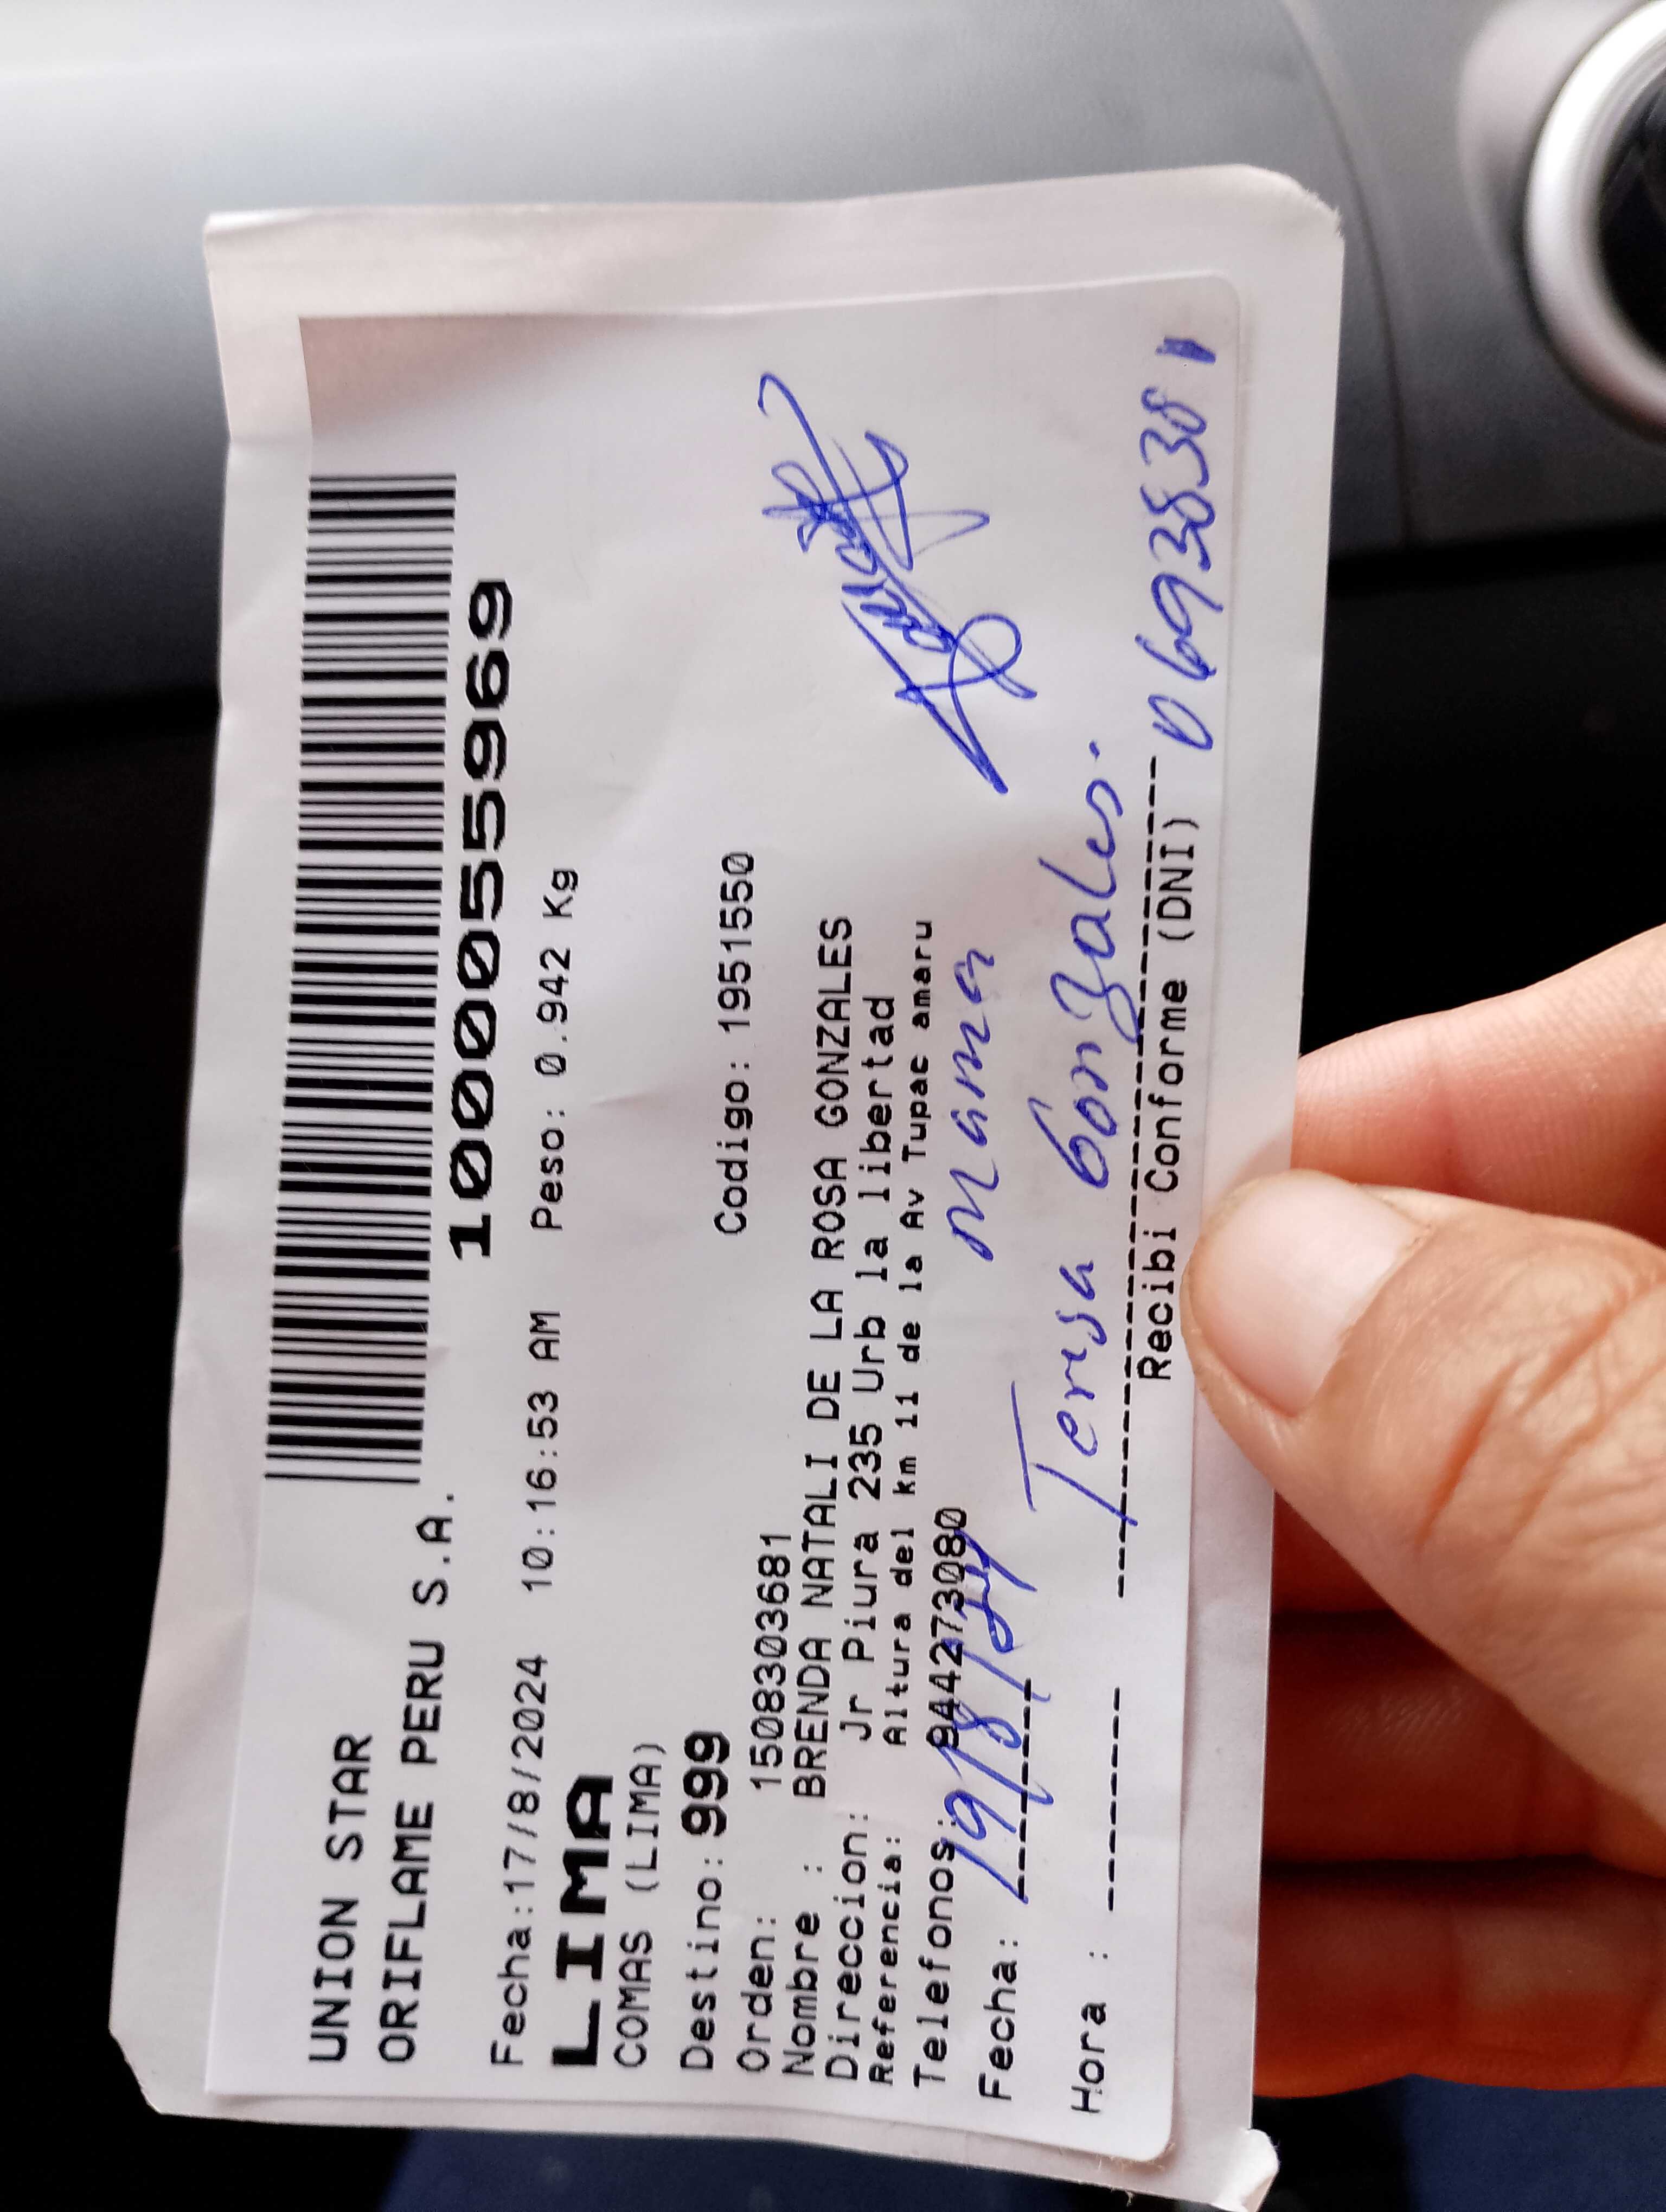 UNION STAR
ORIFLAME PERU S.A.
100055969
Fecha:17/8/2024 10:16:53 AM Peso: 0.942 Kg
LIMA
COMAS (LIMA)
Destino: 999
Codigo: 1951550
Orden: 1508303681
Nombre : BRENDA NATALI DE LA ROSA GONZALES
Direccion: Jr Piura 235 Urb la libertad
Referencia: Altura del km 11 de la Av Tupac amaru
Telefonos: 944273080
mama
Fecha: 19/8/24
Teresa Gonzales.
Hora :
Recibi Conforme (DNI)